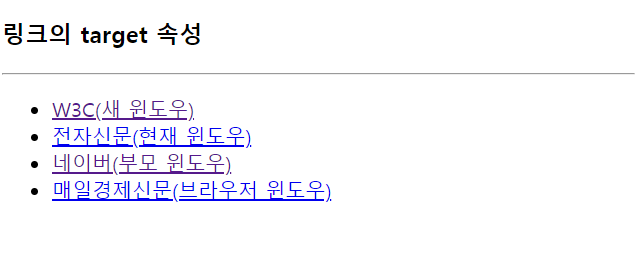 링크의 target 속성
W3C(새 윈도우)
전자신문(현재 윈도우)
네이버(부모 윈도우)
매일경제신문(브라우저 윈도우)